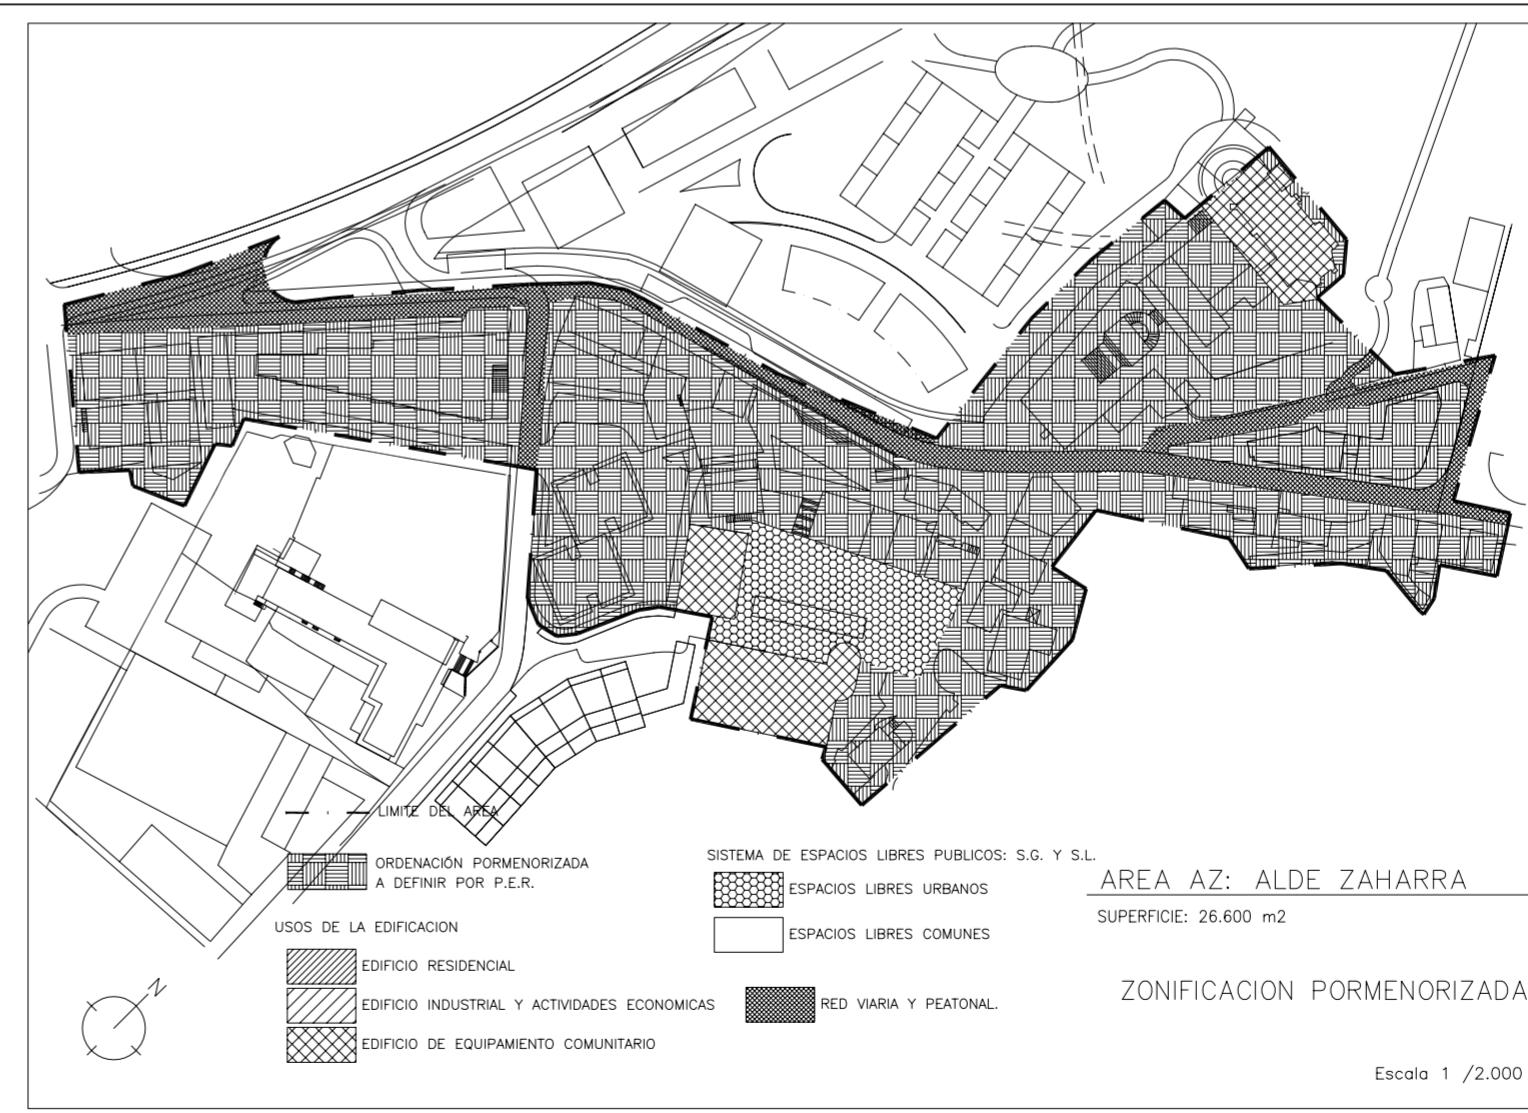 LIMITE DEL AREA
ORDENACIÓN PORMENORIZADA
A DEFINIR POR P.E.R.
USOS DE LA EDIFICACION
EDIFICIO RESIDENCIAL
EDIFICIO INDUSTRIAL Y ACTIVIDADES ECONOMICAS
EDIFICIO DE EQUIPAMIENTO COMUNITARIO
SISTEMA DE ESPACIOS LIBRES PUBLICOS: S.G. Y S.L.
ESPACIOS LIBRES URBANOS
ESPACIOS LIBRES COMUNES
RED VIARIA Y PEATONAL.
AREA AZ: ALDE ZAHARRA
SUPERFICIE: 26.600 m2
ZONIFICACION PORMENORIZADA
Escala 1 /2.000
N